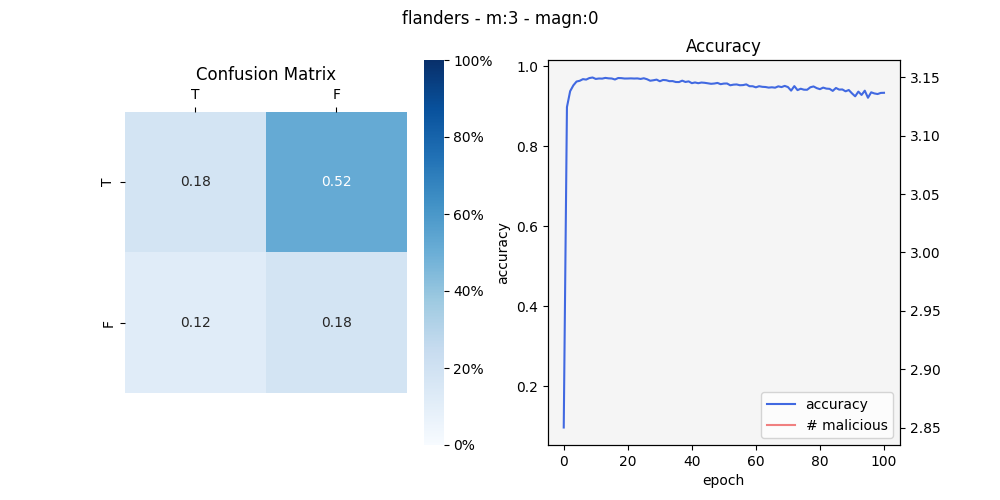 flanders - m:3 - magn:0
Confusion Matrix
T F
T
F
0.18 0.52
0.12 0.18
100%
80%
60%
40%
20%
0%
Accuracy
accuracy
1.0
0.8
0.6
0.4
0.2
0 20 40 60 80 100
epoch
3.15
3.10
3.05
3.00
2.95
2.90
2.85
accuracy
# malicious